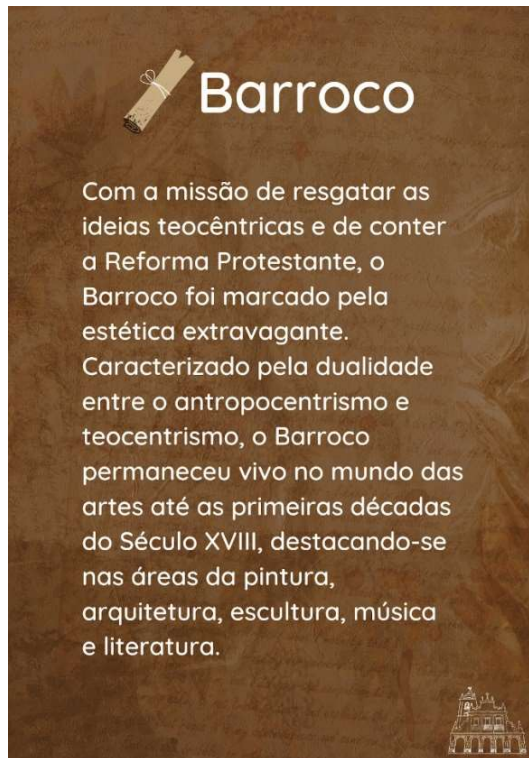 Barroco
Com a missão de resgatar as
ideias teocêntricas e de conter
a Reforma Protestante, o
Barroco foi marcado pela
estética extravagante.
Caracterizado pela dualidade
entre o antropocentrismo e
teocentrismo, o Barroco
permaneceu vivo no mundo das
artes até as primeiras décadas
do Século XVIII, destacando-se
nas áreas da pintura,
arquitetura, escultura, música
e literatura.